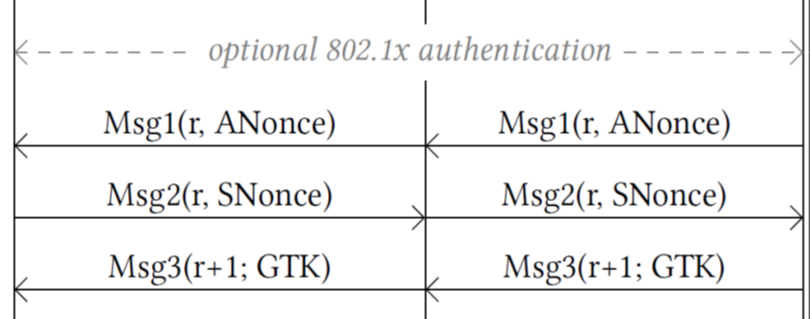 optional 802.1x authentication
Msg1(r, ANonce) Msg1(r, ANonce)
Msg2(r, SNonce) Msg2(r, SNonce)
Msg3(r+1; GTK) Msg3(r+1; GTK)